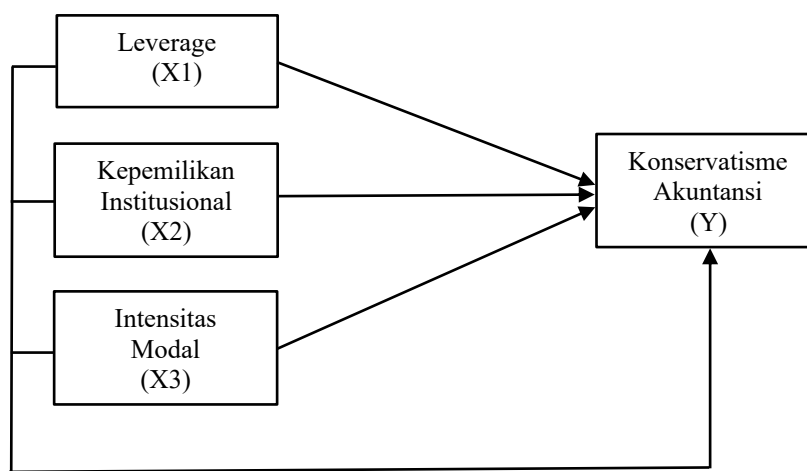 Leverage
(X1)
Kepemilikan
Institusional
(X2)
Intensitas
Modal
(X3)
Konservatisme
Akuntansi
(Y)